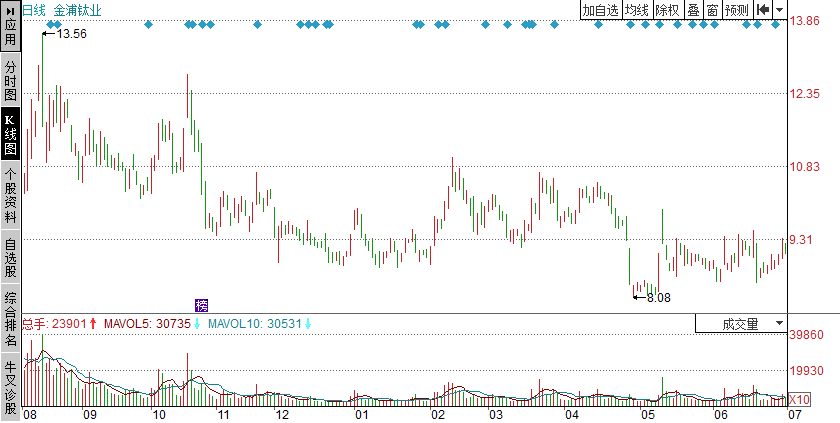 日线 金浦钛业
加自选 均线 除权 叠 窗 预测
应用
分时图
K线图
个股资料
自选股
综合排名
牛叉诊股
13.56
13.86
12.35
10.83
9.31
8.08
榜
总手: 23901 MAVOL5: 30735 MAVOL10: 30531
成交量
39860
19930
X10
08 09 10 11 12 01 02 03 04 05 06 07